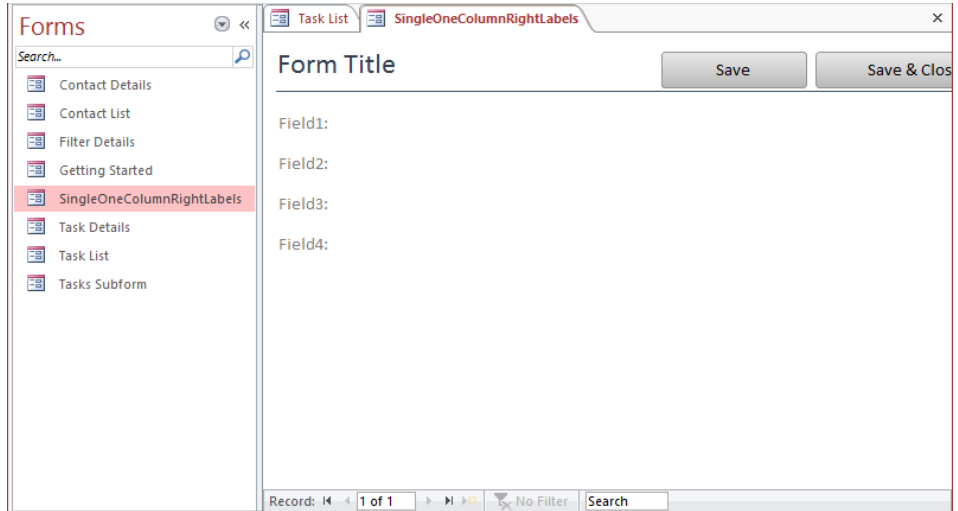 Forms
Search...
Contact Details
Contact List
Filter Details
Getting Started
SingleOneColumnRightLabels
Task Details
Task List
Tasks Subform
Task List
SingleOneColumnRightLabels
Form Title
Save
Save & Clos
Field1:
Field2:
Field3:
Field4:
Record: 1 of 1 No Filter Search